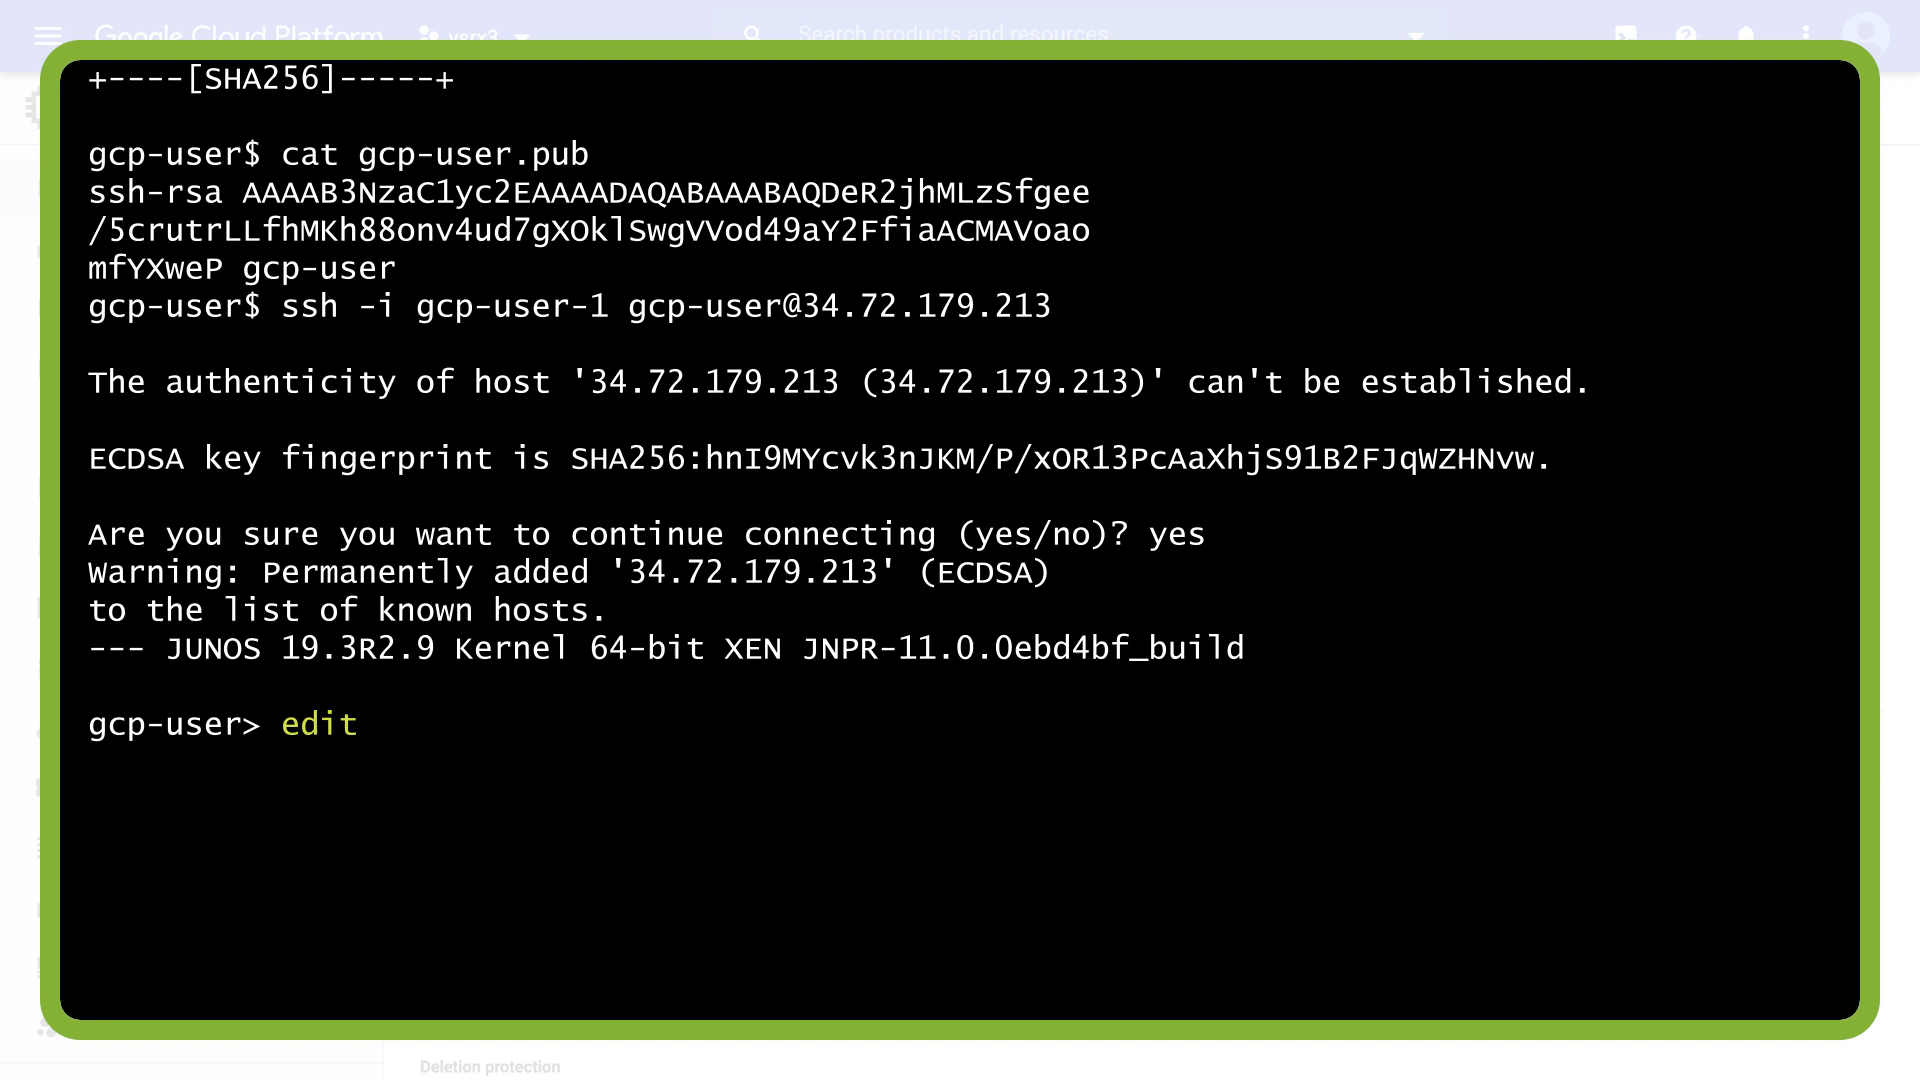 Google Cloud Platform vsrx3 Search products and resources
+----[SHA256]-----+
gcp-user$ cat gcp-user.pub
ssh-rsa AAAAB3NzaC1yc2EAAAADAQABAAABAQDeR2jhMLzSfgee
/5crutrLLfhMKh88onv4ud7gXOklSwgVVod49aY2FfiaACMAVoao
mfYXweP gcp-user
gcp-user$ ssh -i gcp-user-1 gcp-user@34.72.179.213
The authenticity of host '34.72.179.213 (34.72.179.213)' can't be established.
ECDSA key fingerprint is SHA256:hnI9MYcvk3nJKM/P/xOR13PcAaXhjS91B2FJqWZHNvw.
Are you sure you want to continue connecting (yes/no)? yes
Warning: Permanently added '34.72.179.213' (ECDSA)
to the list of known hosts.
--- JUNOS 19.3R2.9 Kernel 64-bit XEN JNPR-11.0.0ebd4bf_build
gcp-user> edit
Deletion protection